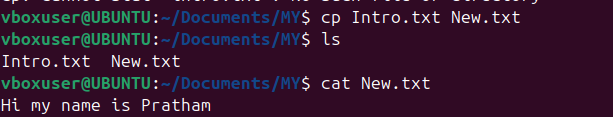 vboxuser@UBUNTU:~/Documents/MY$ cp Intro.txt New.txt
vboxuser@UBUNTU:~/Documents/MY$ ls
Intro.txt  New.txt
vboxuser@UBUNTU:~/Documents/MY$ cat New.txt
Hi my name is Pratham